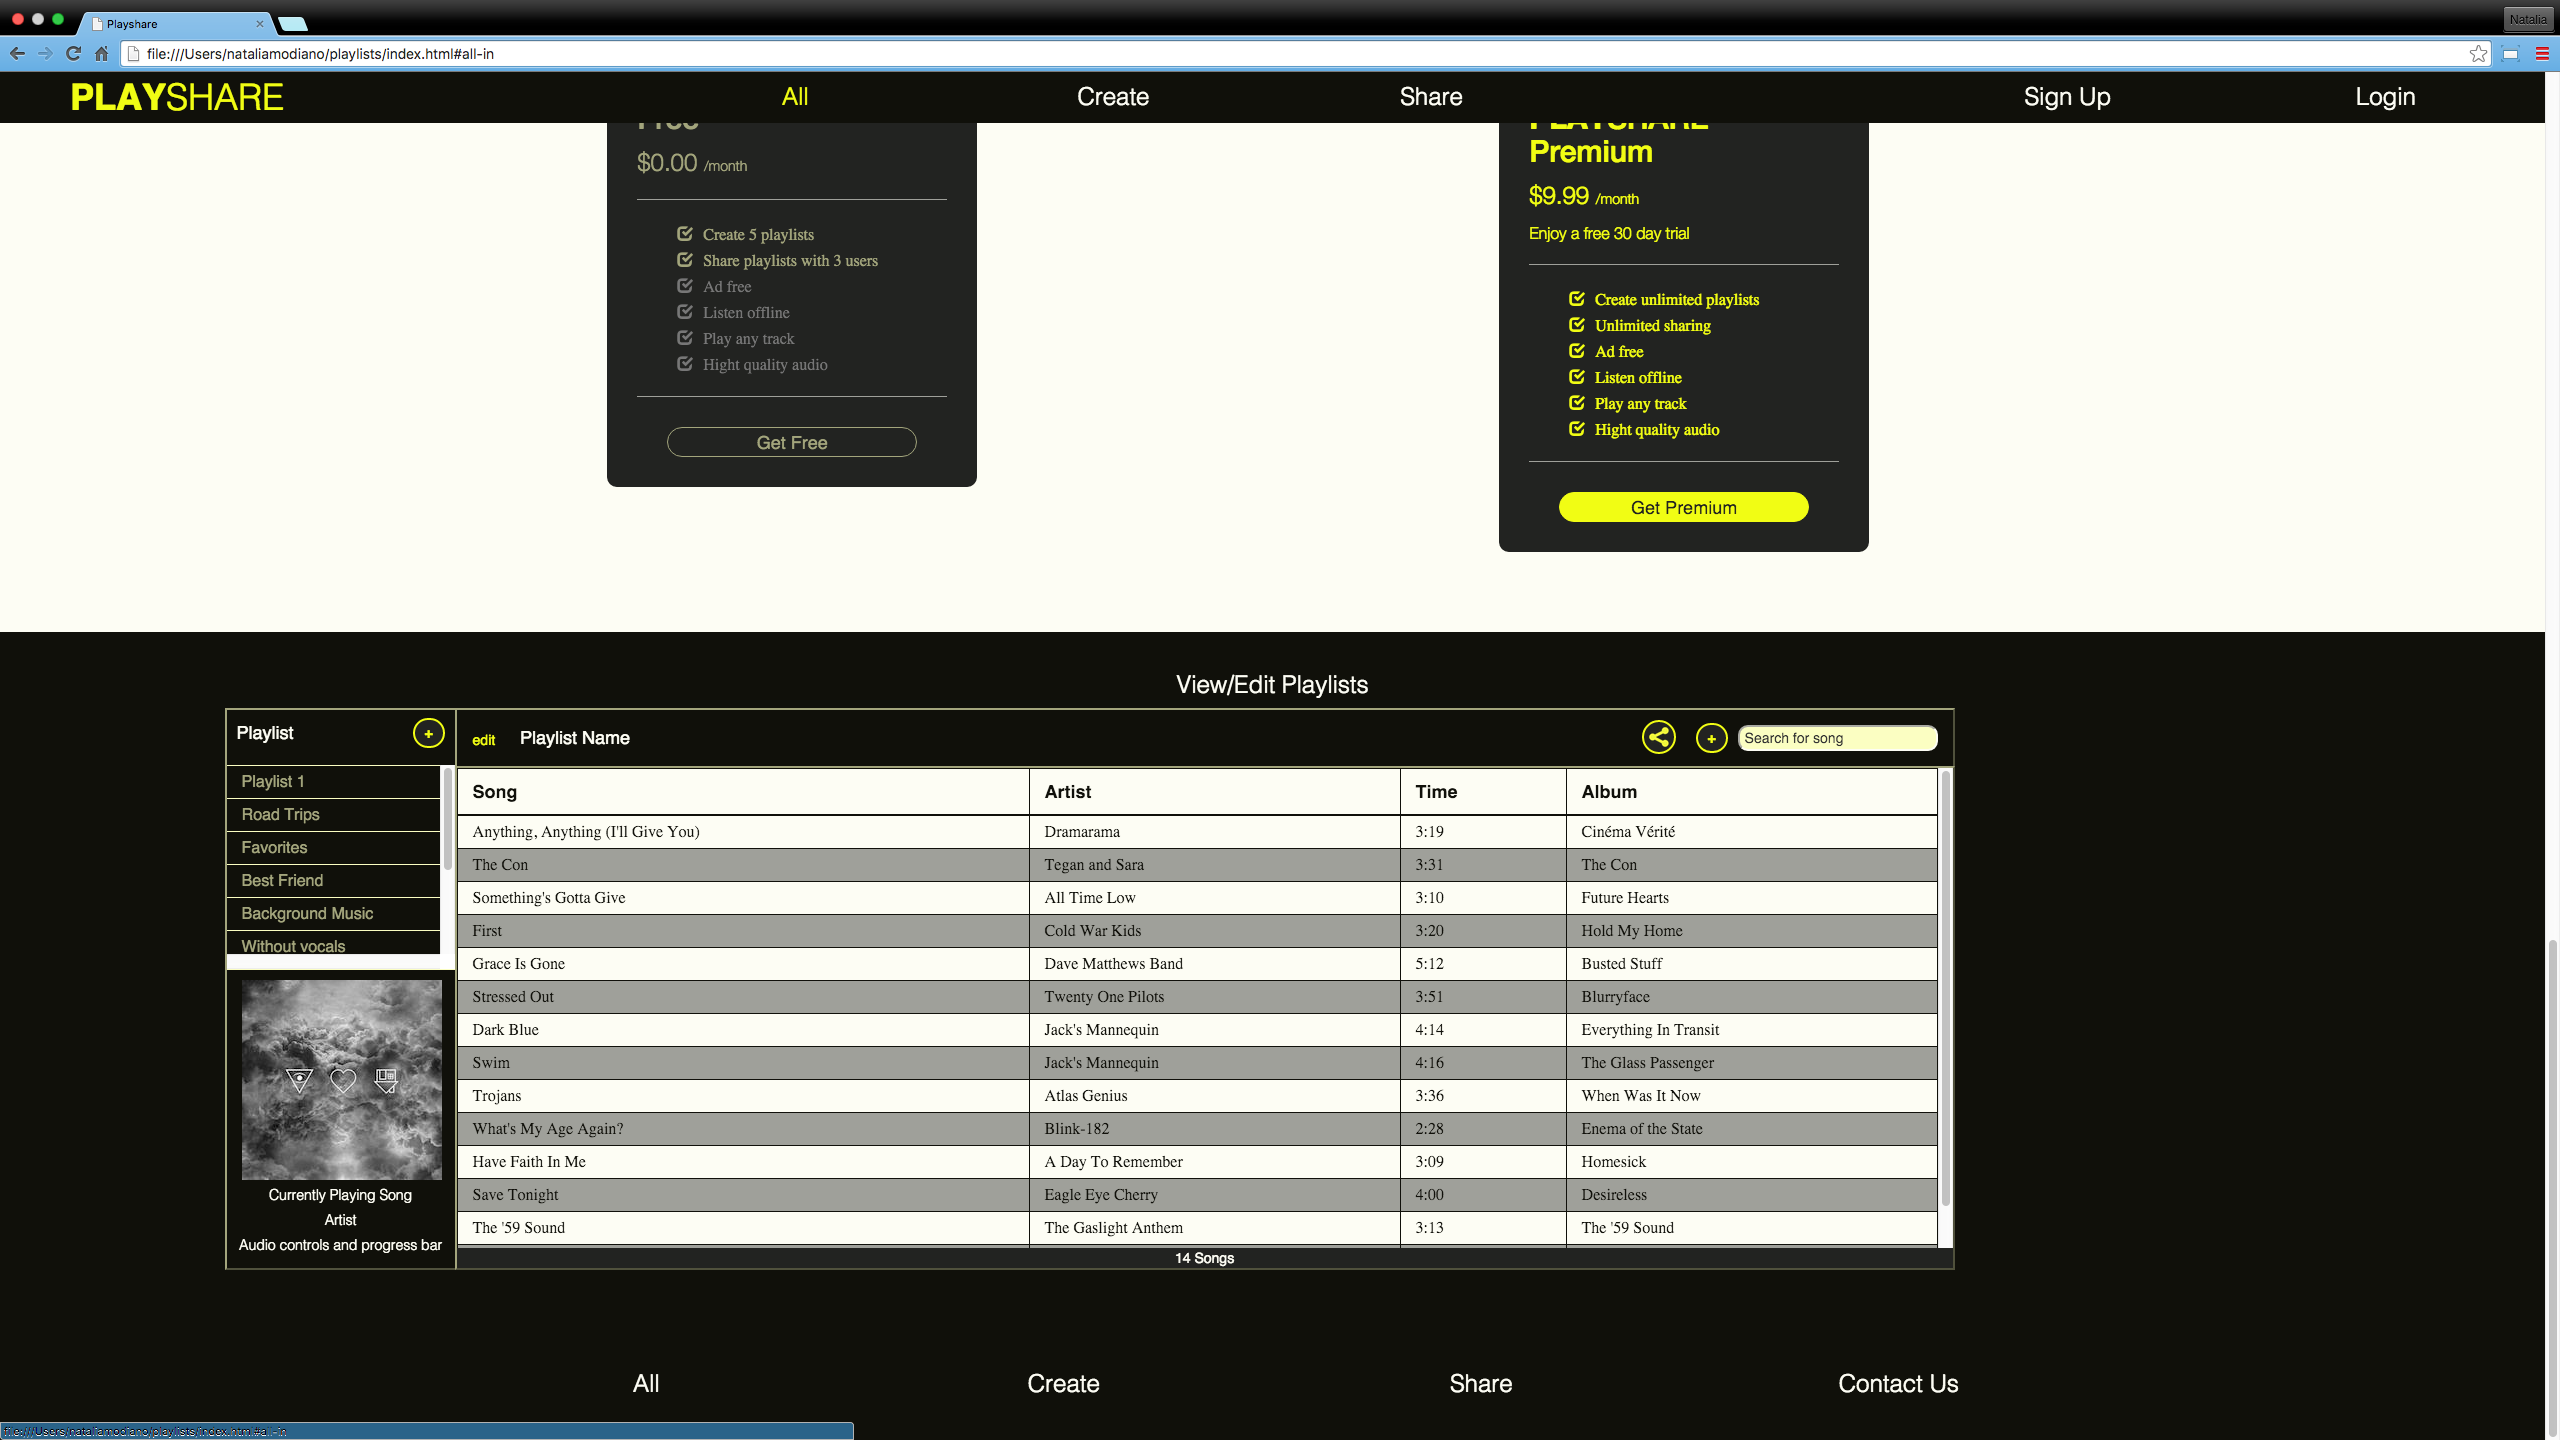 Playshare
Natalia
file:///Users/nataliamodiano/playlists/index.html#all-in
PLAYSHARE All Create Share Sign Up Login
Free
$0.00 /month
Create 5 playlists
Share playlists with 3 users
Ad free
Listen offline
Play any track
Hight quality audio
Get Free
PLAYSHARE
Premium
$9.99 /month
Enjoy a free 30 day trial
Create unlimited playlists
Unlimited sharing
Ad free
Listen offline
Play any track
Hight quality audio
Get Premium
View/Edit Playlists
Playlist +
Playlist 1
Road Trips
Favorites
Best Friend
Background Music
Without vocals
Currently Playing Song
Artist
Audio controls and progress bar
edit Playlist Name + Search for song
Song Artist Time Album
Anything, Anything (I'll Give You) Dramarama 3:19 Cinéma Vérité
The Con Tegan and Sara 3:31 The Con
Something's Gotta Give All Time Low 3:10 Future Hearts
First Cold War Kids 3:20 Hold My Home
Grace Is Gone Dave Matthews Band 5:12 Busted Stuff
Stressed Out Twenty One Pilots 3:51 Blurryface
Dark Blue Jack's Mannequin 4:14 Everything In Transit
Swim Jack's Mannequin 4:16 The Glass Passenger
Trojans Atlas Genius 3:36 When Was It Now
What's My Age Again? Blink-182 2:28 Enema of the State
Have Faith In Me A Day To Remember 3:09 Homesick
Save Tonight Eagle Eye Cherry 4:00 Desireless
The '59 Sound The Gaslight Anthem 3:13 The '59 Sound
14 Songs
All Create Share Contact Us
file:///Users/nataliamodiano/playlists/index.html#all-in